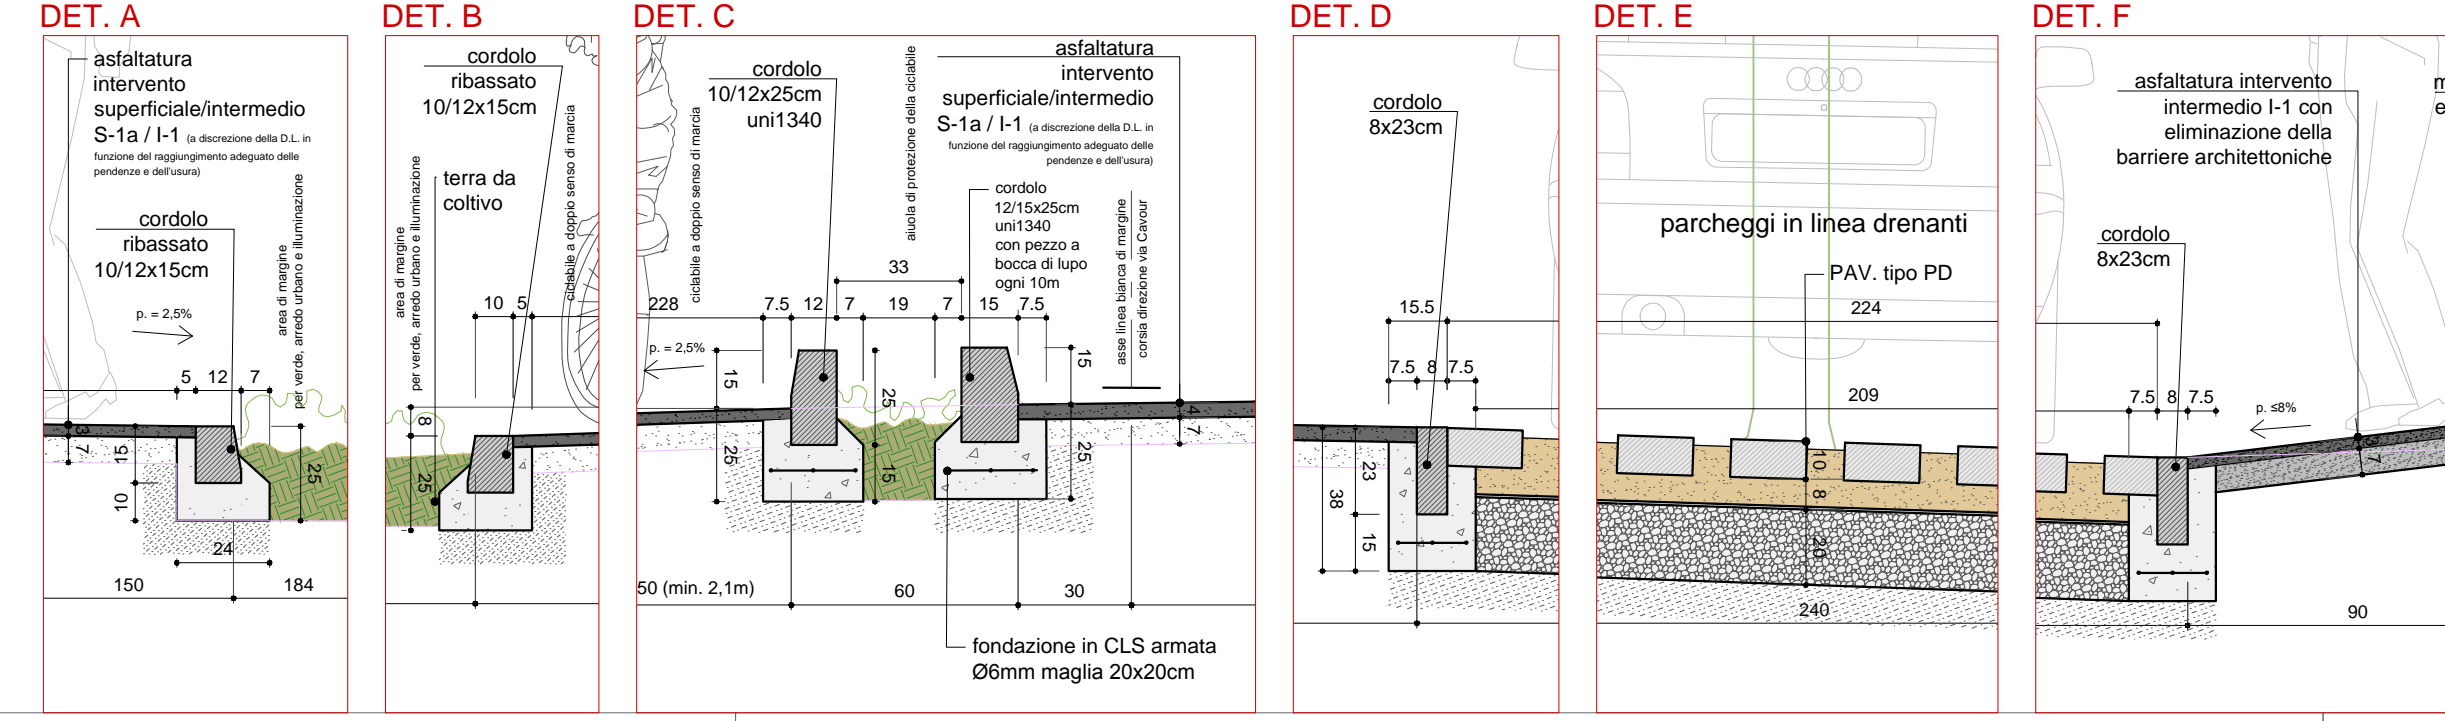 DET. A
asfaltatura
intervento
superficiale/intermedio
S-1a / I-1 (a discrezione della D.L. in
funzione del raggiungimento adeguato delle
pendenze e dell'usura)
cordolo
ribassato
10/12x15cm
area di margine
per verde, arredo urbano e illuminazione
p. = 2,5%
5 12 7
3
7
15
10
25
24
150 184
DET. B
cordolo
ribassato
10/12x15cm
terra da
coltivo
area di margine
per verde, arredo urbano e illuminazione
ciclabile a doppio senso di marcia
10 5
8
25
DET. C
cordolo
10/12x25cm
uni1340
ciclabile a doppio senso di marcia
aiuola di protezione della ciclabile
asfaltatura
intervento
superficiale/intermedio
S-1a / I-1 (a discrezione della D.L. in
funzione del raggiungimento adeguato delle
pendenze e dell'usura)
cordolo
12/15x25cm
uni1340
con pezzo a
bocca di lupo
ogni 10m
asse linea bianca di margine
corsia direzione via Cavour
33
228 7.5 12 7 19 7 15 7.5
p. = 2,5%
15
25
25
15
15
25
4
7
50 (min. 2,1m) 60 30
fondazione in CLS armata
Ø6mm maglia 20x20cm
DET. D
cordolo
8x23cm
15.5
7.5 8 7.5
23
38
15
DET. E
parcheggi in linea drenanti
PAV. tipo PD
224
209
10
8
20
240
DET. F
asfaltatura intervento
intermedio I-1 con
eliminazione della
barriere architettoniche
cordolo
8x23cm
7.5 8 7.5
p. ≤8%
7
90
m
e